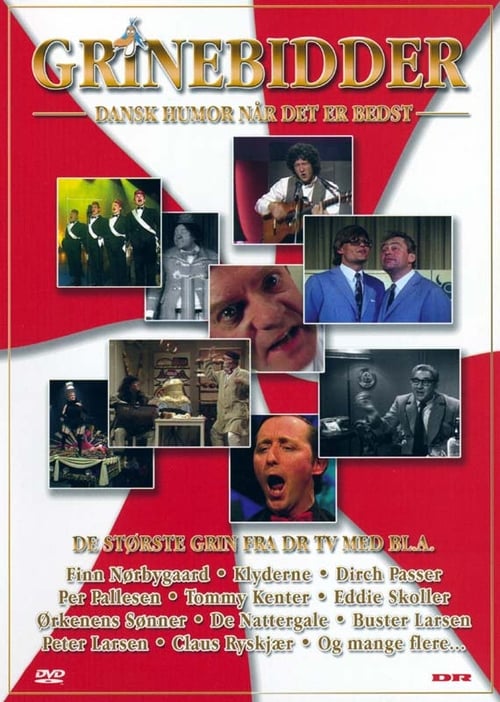 GRINEBIDDER
DANSK HUMOR NÅR DET ER BEDST
DE STØRSTE GRIN FRA DR TV MED BL.A.
Finn Nørbygaard • Klyderne • Dirch Passer
Per Pallesen • Tommy Kenter • Eddie Skoller
Ørkenens Sønner • De Nattergale • Buster Larsen
Peter Larsen • Claus Ryskjær • Og mange flere...
DVD
DR